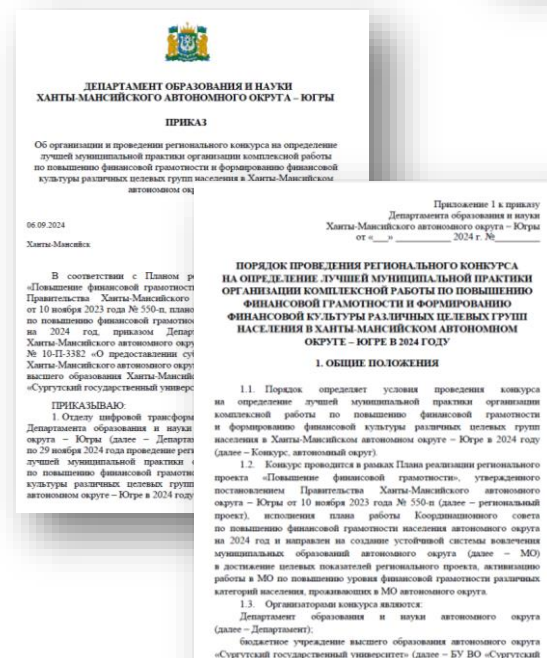 ДЕПАРТАМЕНТ ОБРАЗОВАНИЯ И НАУКИ
ХАНТЫ-МАНСИЙСКОГО АВТОНОМНОГО ОКРУГА – ЮГРЫ
ПРИКАЗ
Об организации и проведении регионального конкурса на определение
лучшей муниципальной практики организации комплексной работы
по повышению финансовой грамотности и формированию финансовой
культуры различных целевых групп населения в Ханты-Мансийском
автономном
06.09.2024
Ханты-Мансийск
В соответствии с Планом
«Повышение финансовой грамотности
Правительства Ханты-Мансийского
от 10 ноября 2023 года № 550-п,
по повышению финансовой
на 2024 год, приказом
Ханты-Мансийского автономного
№ 10-П-3382 «О предоставлении
Ханты-Мансийского автономного
высшего образования
«Сургутский государственный
ПРИКАЗЫВАЮ:
1. Отделу цифровой
Департамента образования и науки
округа – Югры (далее –
по 29 ноября 2024 года проведение
лучшей муниципальной практики
по повышению финансовой
культуры различных целевых групп
автономном округе – Югре в 2024 году
Приложение 1 к приказу
Департамента образования и науки
Ханты-Мансийского автономного округа – Югры
от «___» ____________ 2024 г. №________
ПОРЯДОК ПРОВЕДЕНИЯ РЕГИОНАЛЬНОГО КОНКУРСА
НА ОПРЕДЕЛЕНИЕ ЛУЧШЕЙ МУНИЦИПАЛЬНОЙ ПРАКТИКИ
ОРГАНИЗАЦИИ КОМПЛЕКСНОЙ РАБОТЫ ПО ПОВЫШЕНИЮ
ФИНАНСОВОЙ ГРАМОТНОСТИ И ФОРМИРОВАНИЮ
ФИНАНСОВОЙ КУЛЬТУРЫ РАЗЛИЧНЫХ ЦЕЛЕВЫХ ГРУПП
НАСЕЛЕНИЯ В ХАНТЫ-МАНСИЙСКОМ АВТОНОМНОМ
ОКРУГЕ – ЮГРЕ В 2024 ГОДУ
1. ОБЩИЕ ПОЛОЖЕНИЯ
1.1. Порядок определяет условия проведения конкурса
на определение лучшей муниципальной практики организации
комплексной работы по повышению финансовой грамотности
и формированию финансовой культуры различных целевых групп
населения в Ханты-Мансийском автономном округе – Югре в 2024 году
(далее – Конкурс, автономный округ).
1.2. Конкурс проводится в рамках Плана реализации регионального
проекта «Повышение финансовой грамотности», утвержденного
постановлением Правительства Ханты-Мансийского автономного
округа – Югры от 10 ноября 2023 года № 550-п (далее – региональный
проект), исполнения плана работы Координационного совета
по повышению финансовой грамотности населения автономного округа
на 2024 год и направлен на создание устойчивой системы вовлечения
муниципальных образований автономного округа (далее – МО)
в достижение целевых показателей регионального проекта, активизацию
работы в МО по повышению уровня финансовой грамотности различных
категорий населения, проживающих в МО автономного округа.
1.3. Организаторами конкурса являются:
Департамент образования и науки автономного округа
(далее – Департамент);
бюджетное учреждение высшего образования автономного округа
«Сургутский государственный университет» (далее – БУ ВО «Сургутский